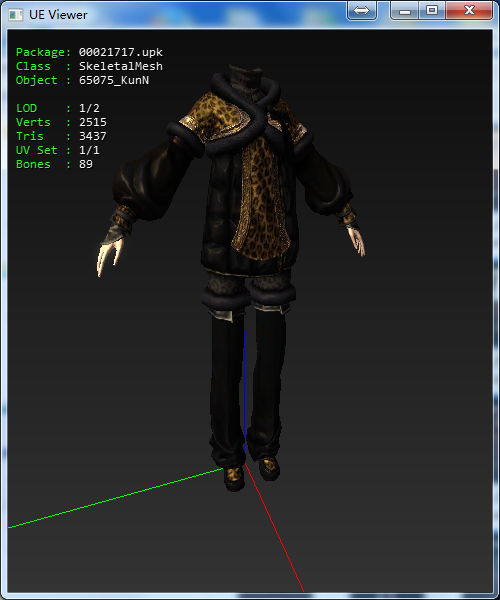 UE Viewer
Package: 00021717.upk
Class : SkeletalMesh
Object : 65075_KunN
LOD : 1/2
Verts : 2515
Tris : 3437
UV Set : 1/1
Bones : 89